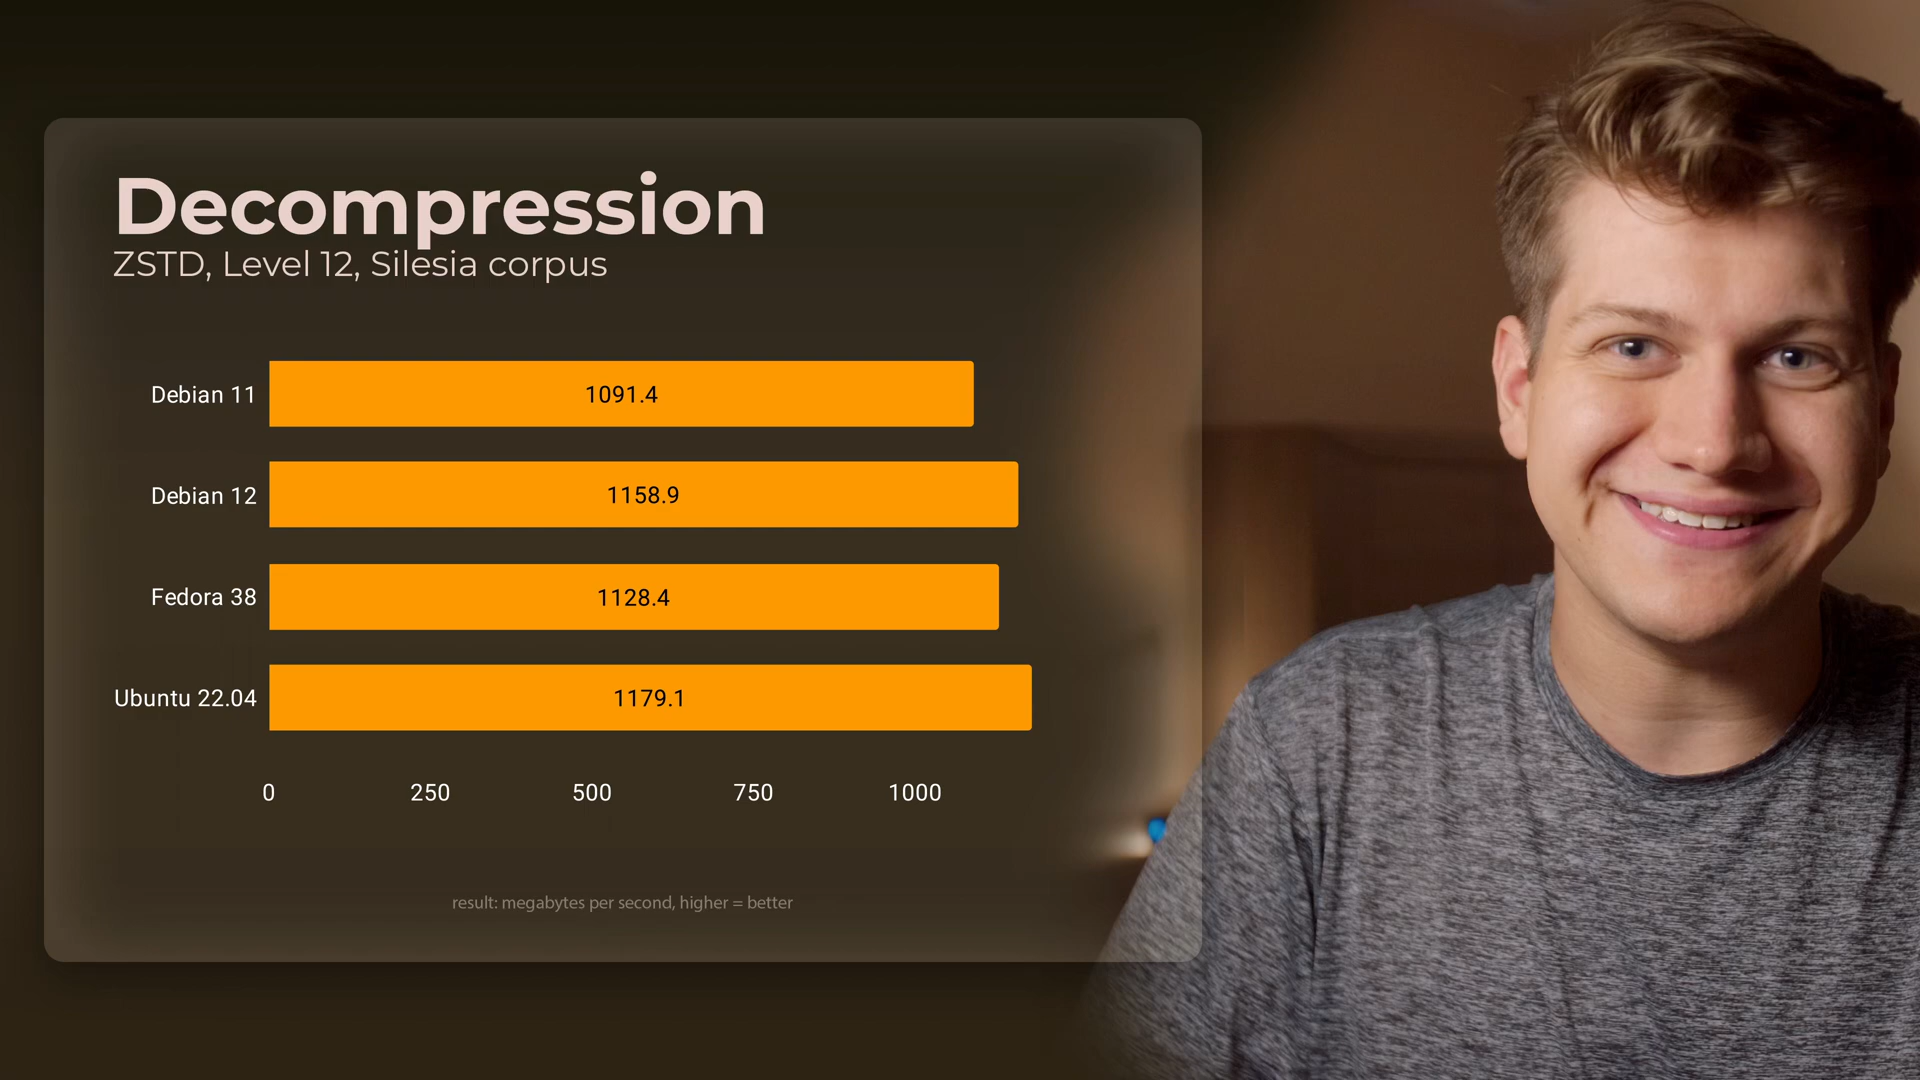 Decompression
ZSTD, Level 12, Silesia corpus
Debian 11 1091.4
Debian 12 1158.9
Fedora 38 1128.4
Ubuntu 22.04 1179.1
0 250 500 750 1000
result: megabytes per second, higher = better